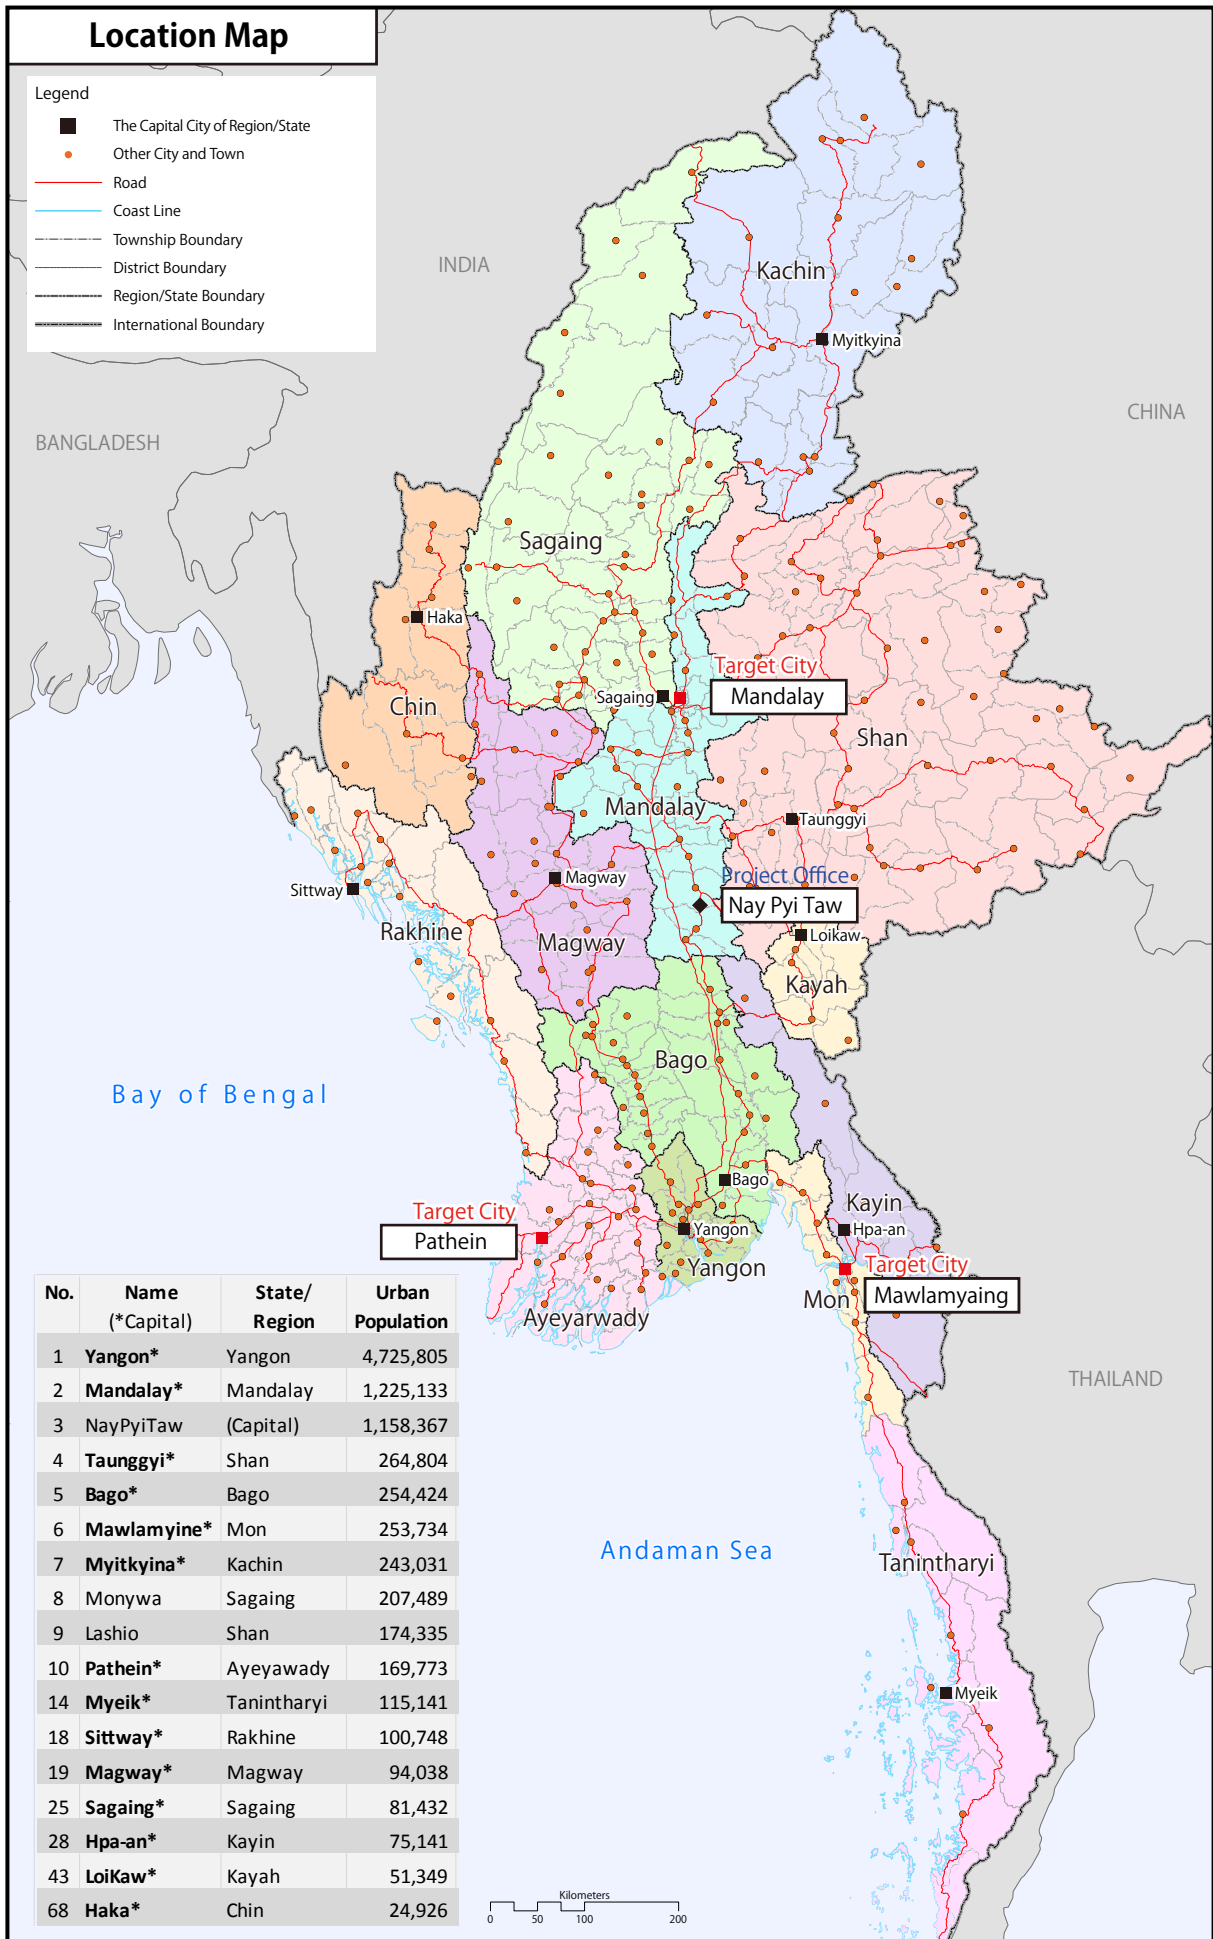 Location Map
Legend
The Capital City of Region/State
Other City and Town
Road
Coast Line
Township Boundary
District Boundary
Region/State Boundary
International Boundary
INDIA
Kachin
Myitkyina
CHINA
BANGLADESH
Sagaing
Haka
Target City
Sagaing
Mandalay
Chin
Shan
Mandalay
Taunggyi
Project Office
Magway
Sittway
Nay Pyi Taw
Rakhine
Magway
Loikaw
Kayah
Bago
Bay of Bengal
Bago
Kayin
Target City
Yangon
Hpa-an
Pathein
Yangon
Target City
Mawlamyaing
Mon
Ayeyarwady
THAILAND
Andaman Sea
Tanintharyi
Myeik
No. Name State/ Urban
(*Capital) Region Population
1 Yangon* Yangon 4,725,805
2 Mandalay* Mandalay 1,225,133
3 NayPyiTaw (Capital) 1,158,367
4 Taunggyi* Shan 264,804
5 Bago* Bago 254,424
6 Mawlamyine* Mon 253,734
7 Myitkyina* Kachin 243,031
8 Monywa Sagaing 207,489
9 Lashio Shan 174,335
10 Pathein* Ayeyawady 169,773
14 Myeik* Tanintharyi 115,141
18 Sittway* Rakhine 100,748
19 Magway* Magway 94,038
25 Sagaing* Sagaing 81,432
28 Hpa-an* Kayin 75,141
43 LoiKaw* Kayah 51,349
68 Haka* Chin 24,926
Kilometers
0 50 100 200